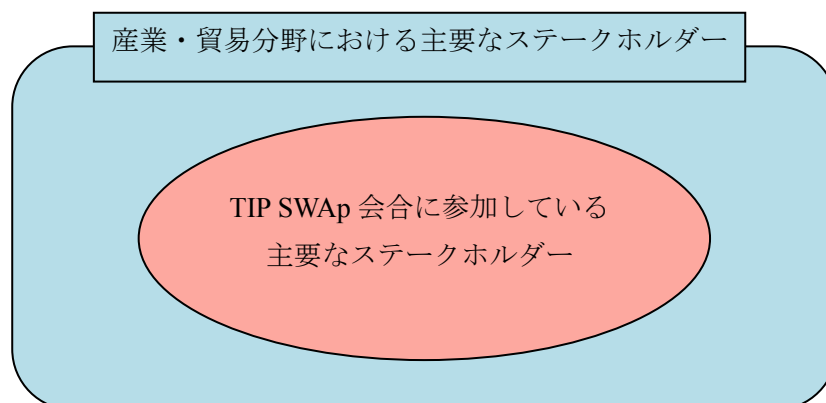 産業・貿易分野における主要なステークホルダー
TIP SWAp 会合に参加している
主要なステークホルダー